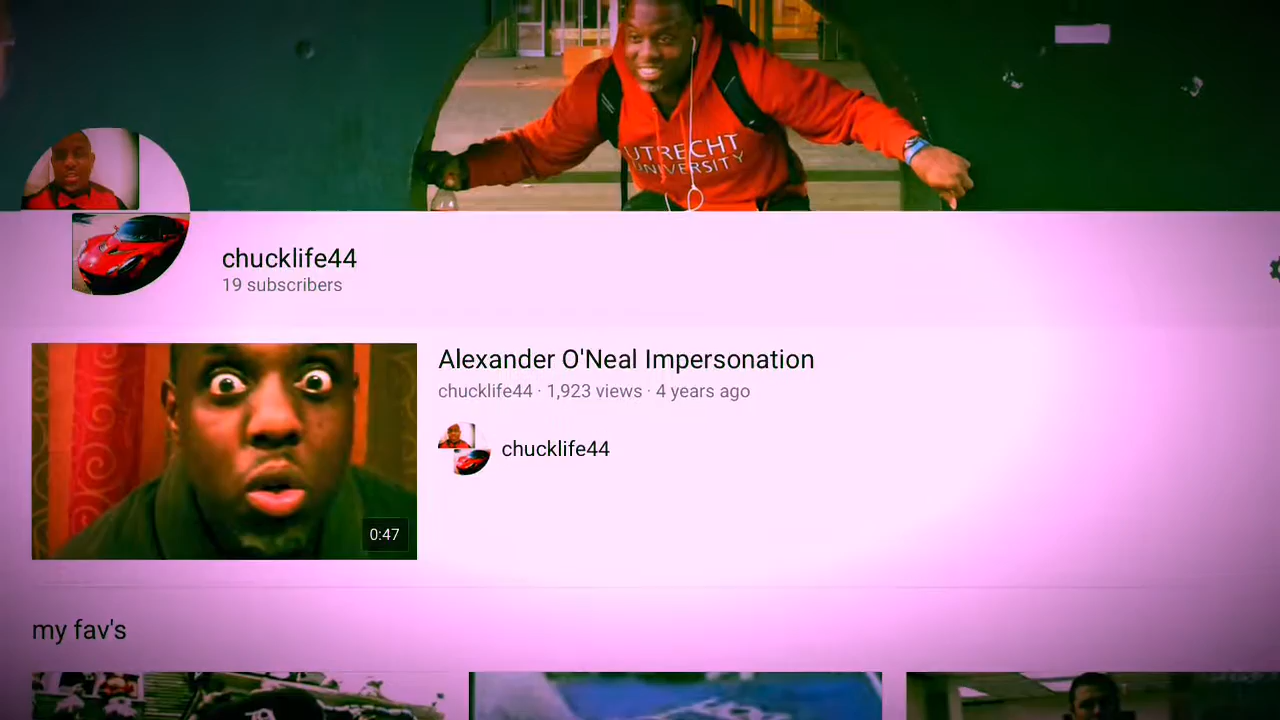 UTRECHT
UNIVERSITY
chucklife44
19 subscribers
Alexander O'Neal Impersonation
chucklife44 · 1,923 views · 4 years ago
chucklife44
0:47
my fav's